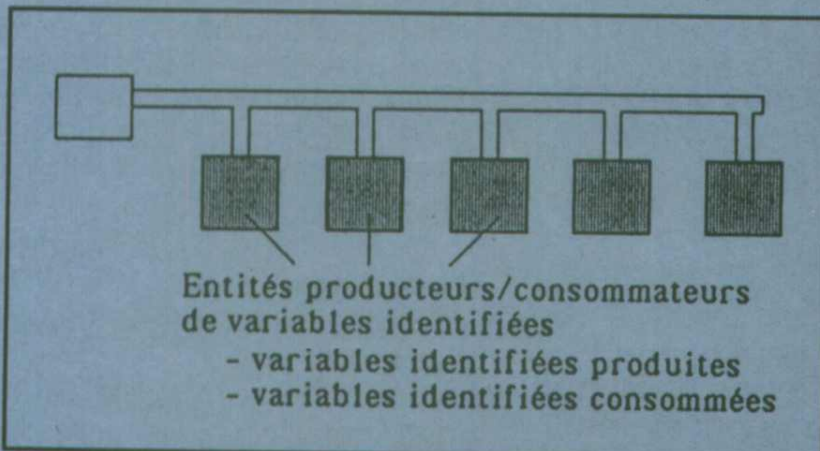 Entités producteurs/consommateurs
de variables identifiées
- variables identifiées produites
- variables identifiées consommées